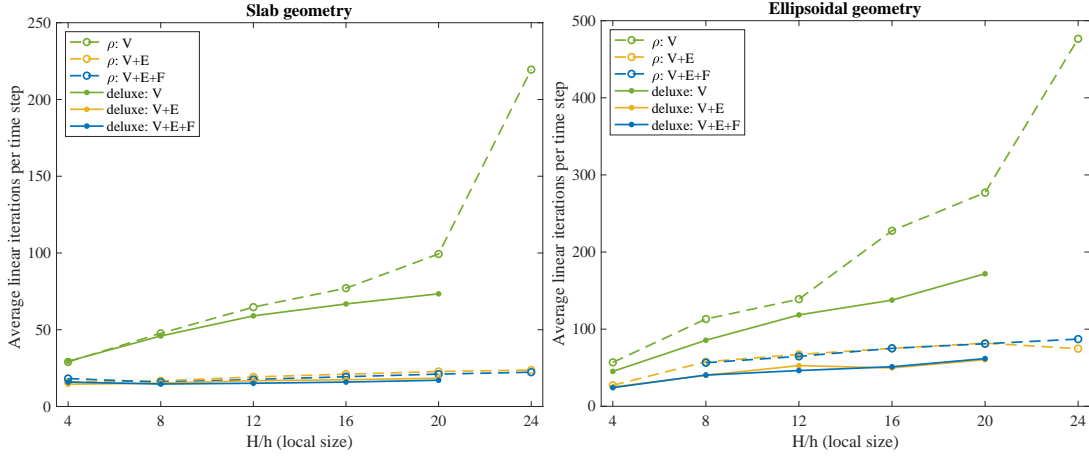 Slab geometry
250
200
150
100
50
0
4
8
12
16
20
24
H/h (local size)
Average linear iterations per time step
ρ: V
ρ: V+E
ρ: V+E+F
deluxe: V
deluxe: V+E
deluxe: V+E+F
Ellipsoidal geometry
500
400
300
200
100
0
4
8
12
16
20
24
H/h (local size)
Average linear iterations per time step
ρ: V
ρ: V+E
ρ: V+E+F
deluxe: V
deluxe: V+E
deluxe: V+E+F